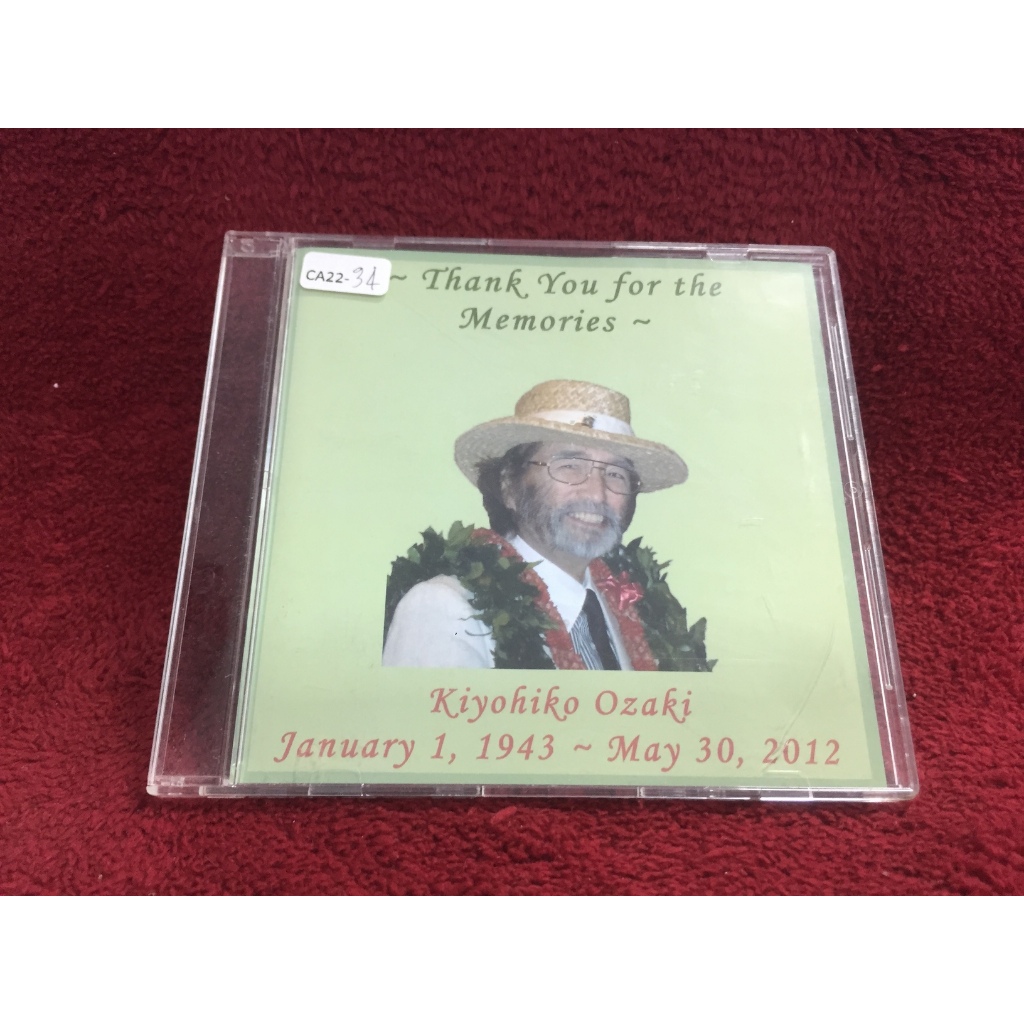 CA22-34
~ Thank You for the
Memories ~
Kiyohiko Ozaki
January 1, 1943 ~ May 30, 2012